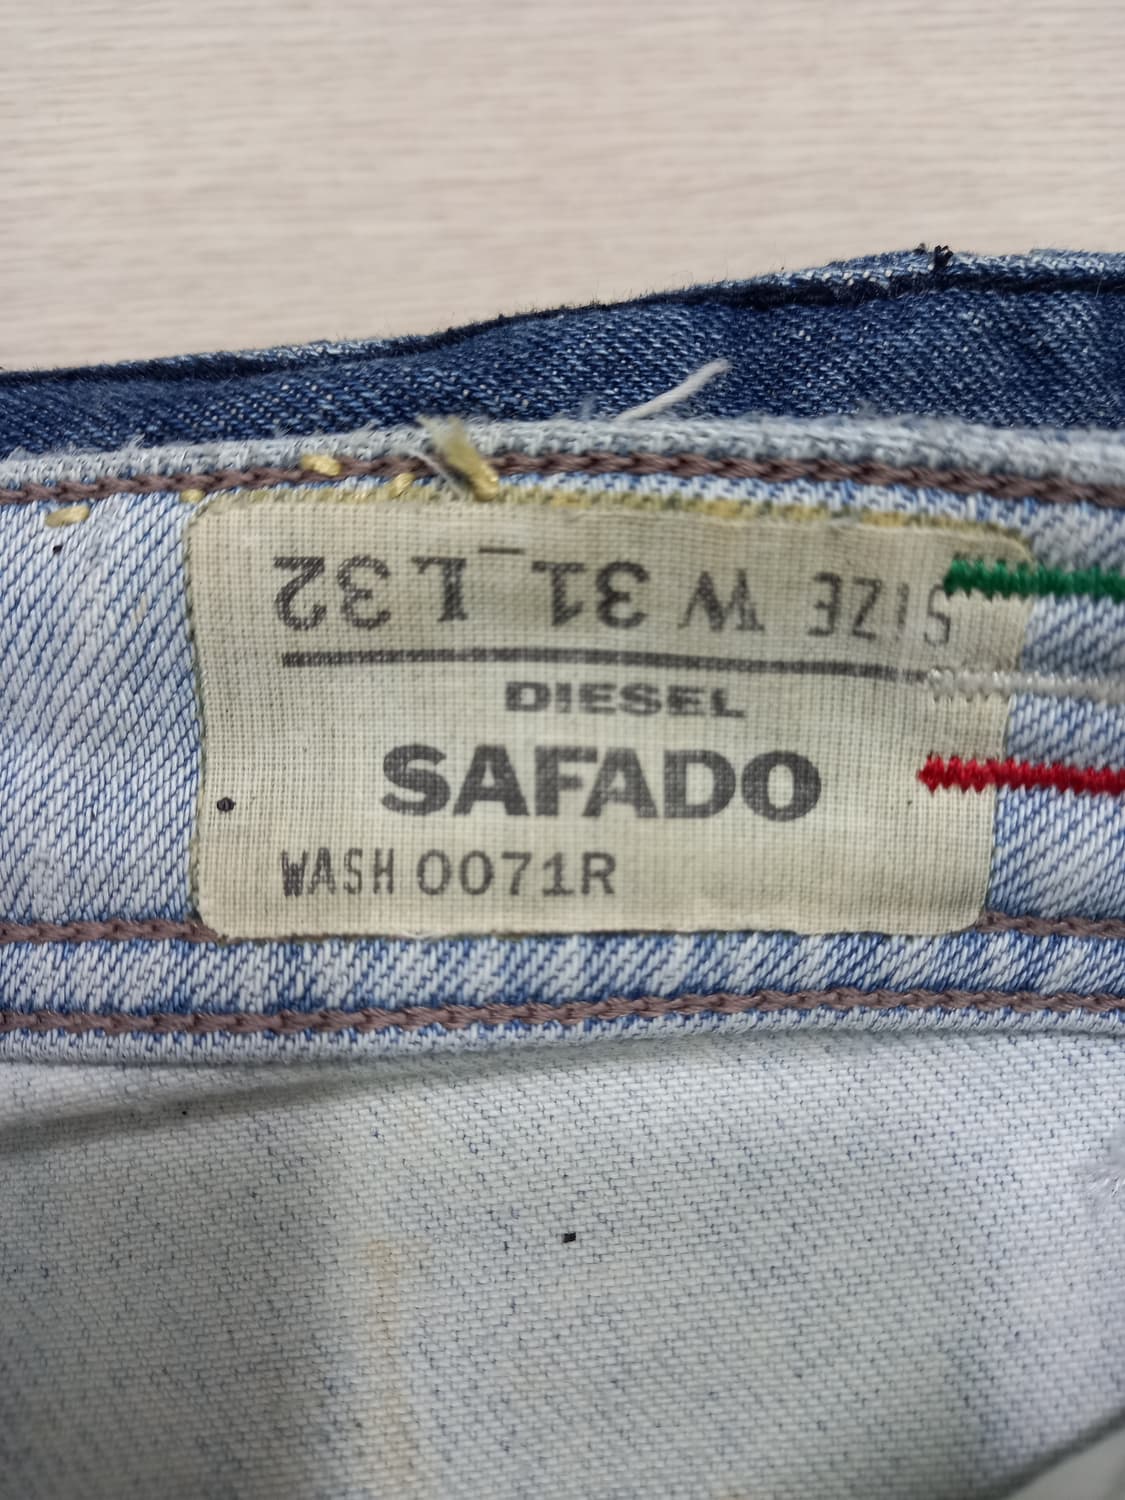 SIZE W 31 L 32
DIESEL
SAFADO
WASH 0071R